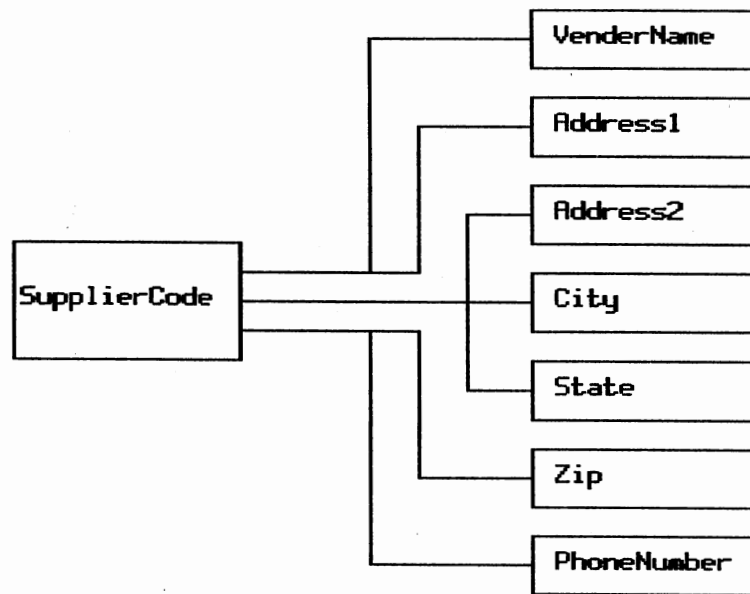 VenderName
Address1
Address2
SupplierCode
City
State
Zip
PhoneNumber